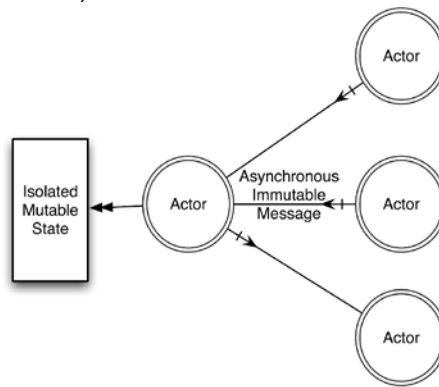 Actor
Isolated
Mutable
State
Actor
Asynchronous
Immutable
Message
Actor
Actor